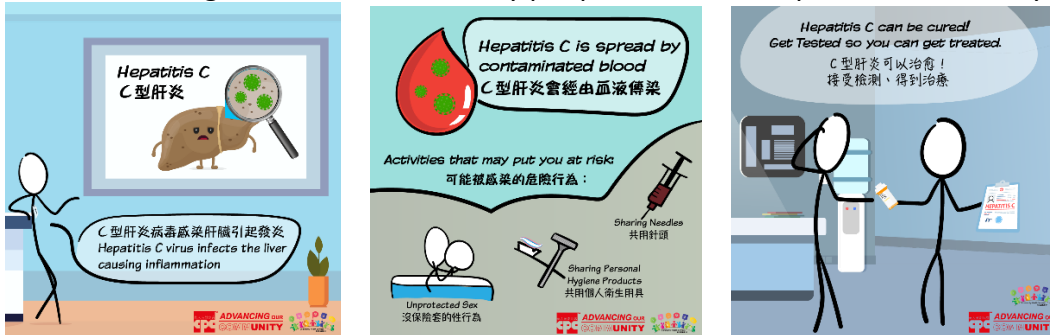 Hepatitis C
C型肝炎
C型肝炎病毒感染肝臟引起發炎
Hepatitis C virus infects the liver
causing inflammation
CPC ADVANCING OUR
COMMUNITY
Hepatitis C is spread by
contaminated blood
C型肝炎會經由血液傳染
Activities that may put you at risk:
可能被感染的危險行為：
Sharing Needles
共用針頭
Sharing Personal
Hygiene Products
共用個人衛生用具
Unprotected Sex
沒保險套的性行為
CPC ADVANCING OUR
COMMUNITY
Hepatitis C can be cured!
Get Tested so you can get treated.
C型肝炎可以治愈！
接受檢測、得到治療
HEPATITIS C
CPC ADVANCING OUR
COMMUNITY